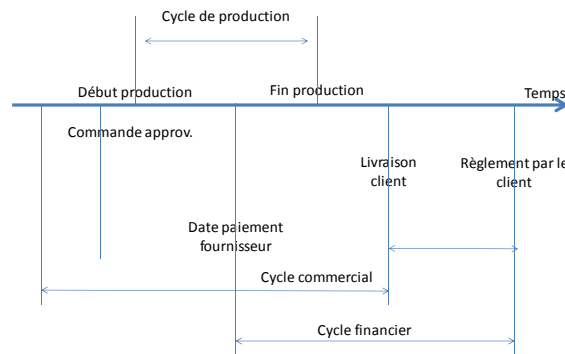 Cycle de production
Début production
Fin production
Temps
Commande approv.
Livraison
client
Règlement par le
client
Date paiement
fournisseur
Cycle commercial
Cycle financier